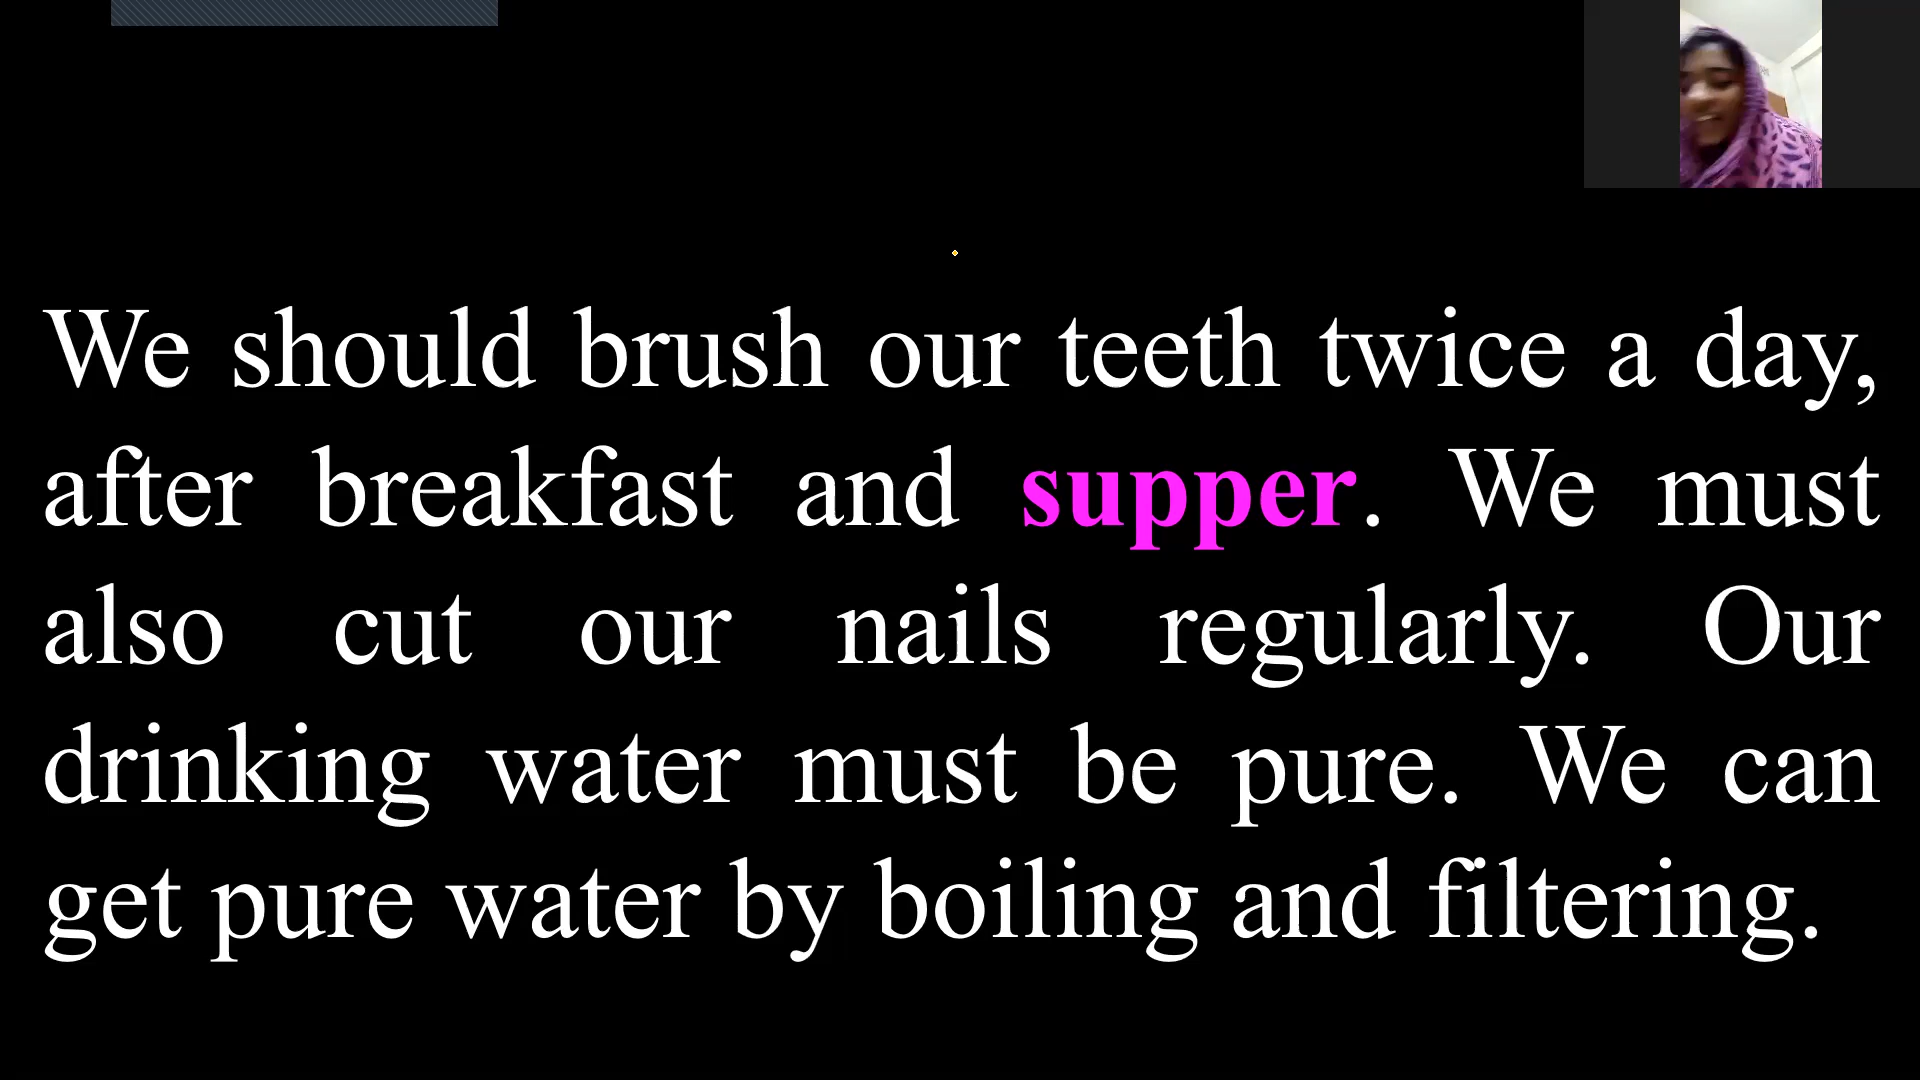 We should brush our teeth twice a day,
after breakfast and supper. We must
also cut our nails regularly. Our
drinking water must be pure. We can
get pure water by boiling and filtering.